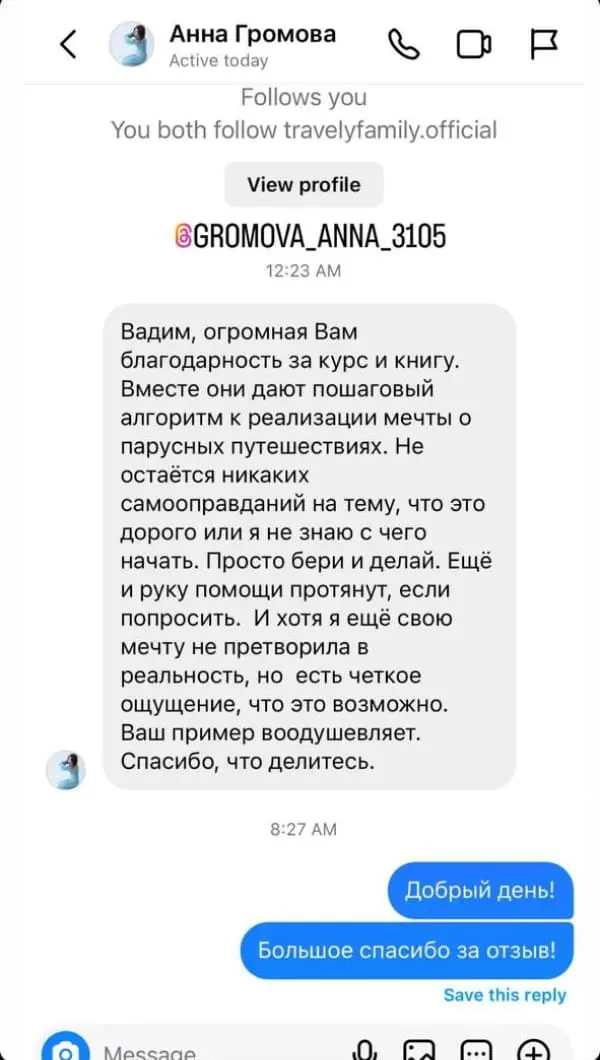 Анна Громова
Active today
Follows you
You both follow travelyfamily.official
View profile
@GROMOVA_ANNA_3105
12:23 AM
Вадим, огромная Вам
благодарность за курс и книгу.
Вместе они дают пошаговый
алгоритм к реализации мечты о
парусных путешествиях. Не
остаётся никаких
самооправданий на тему, что это
дорого или я не знаю с чего
начать. Просто бери и делай. Ещё
и руку помощи протянут, если
попросить.  И хотя я ещё свою
мечту не претворила в
реальность, но  есть четкое
ощущение, что это возможно.
Ваш пример воодушевляет.
Спасибо, что делитесь.
8:27 AM
Добрый день!
Большое спасибо за отзыв!
Save this reply
Message